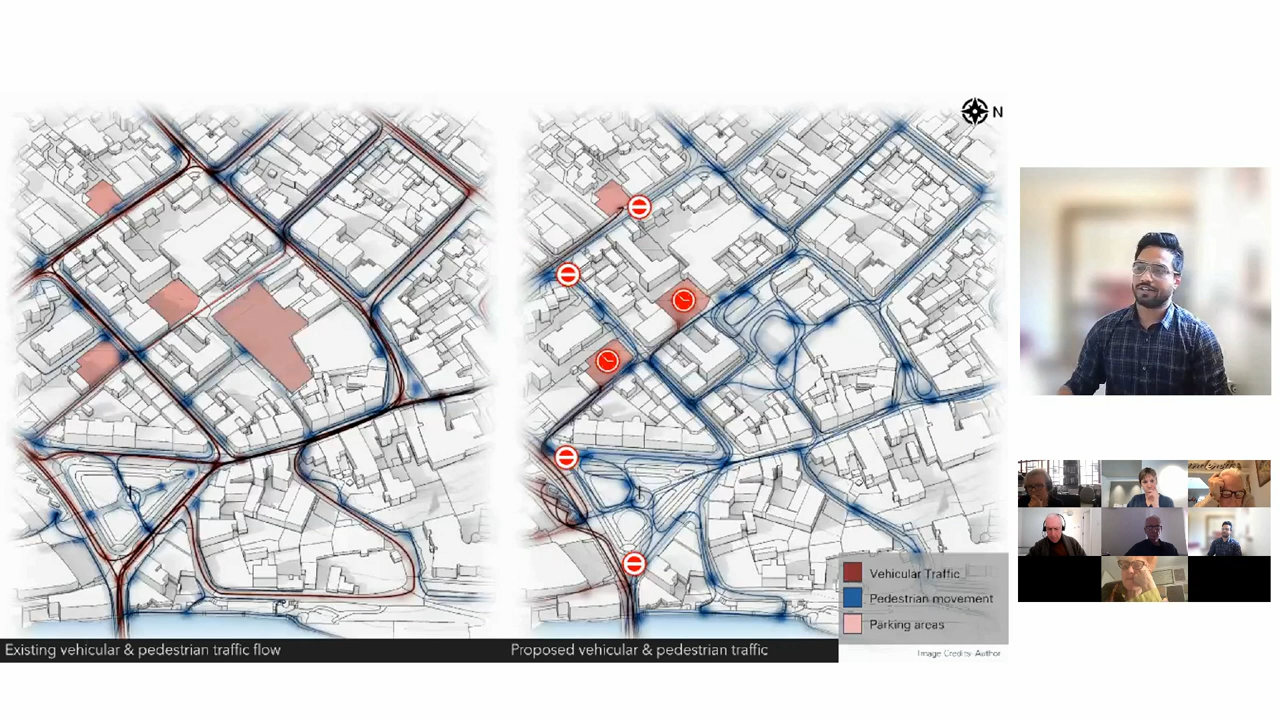 N
Vehicular Traffic
Pedestrian movement
Parking areas
Existing vehicular & pedestrian traffic flow
Proposed vehicular & pedestrian traffic
Image Credits- Author